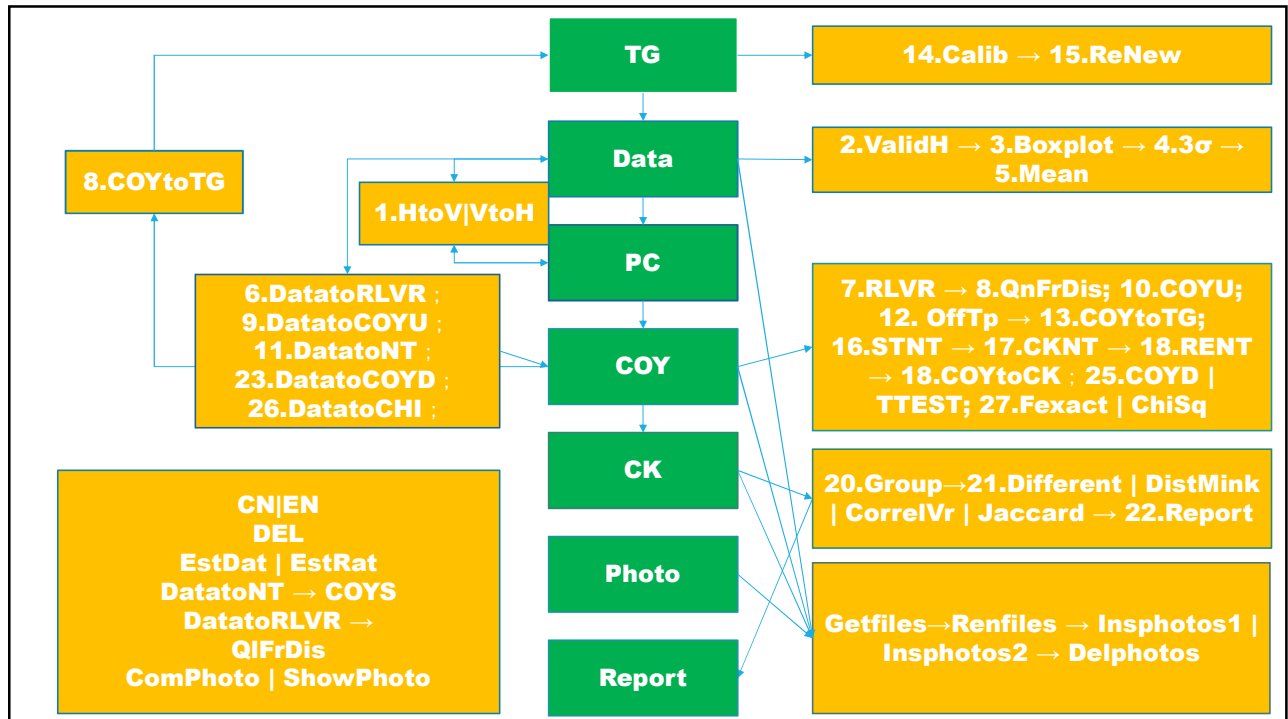 TG
14.Calib → 15.ReNew
Data
2.ValidH → 3.Boxplot → 4.3σ →
5.Mean
8.COYtoTG
1.HtoV|VtoH
PC
6.DatatoRLVR ;
9.DatatoCOYU ;
11.DatatoNT ;
23.DatatoCOYD ;
26.DatatoCHI ;
COY
7.RLVR → 8.QnFrDis; 10.COYU;
12. OffTp → 13.COYtoTG;
16.STNT → 17.CKNT → 18.RENT
→ 18.COYtoCK ; 25.COYD |
TTEST; 27.Fexact | ChiSq
CK
20.Group→21.Different | DistMink
| CorrelVr | Jaccard → 22.Report
CN|EN
DEL
EstDat | EstRat
DatatoNT → COYS
DatatoRLVR →
QlFrDis
ComPhoto | ShowPhoto
Photo
Getfiles→Renfiles → Insphotos1 |
Insphotos2 → Delphotos
Report